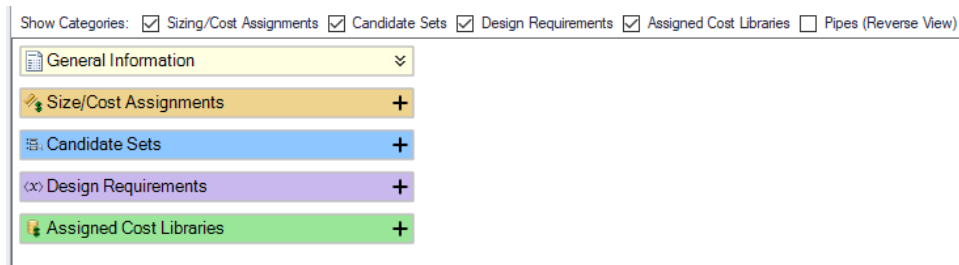 Show Categories: Sizing/Cost Assignments Candidate Sets Design Requirements Assigned Cost Libraries Pipes (Reverse View)
General Information
Size/Cost Assignments
Candidate Sets
Design Requirements
Assigned Cost Libraries